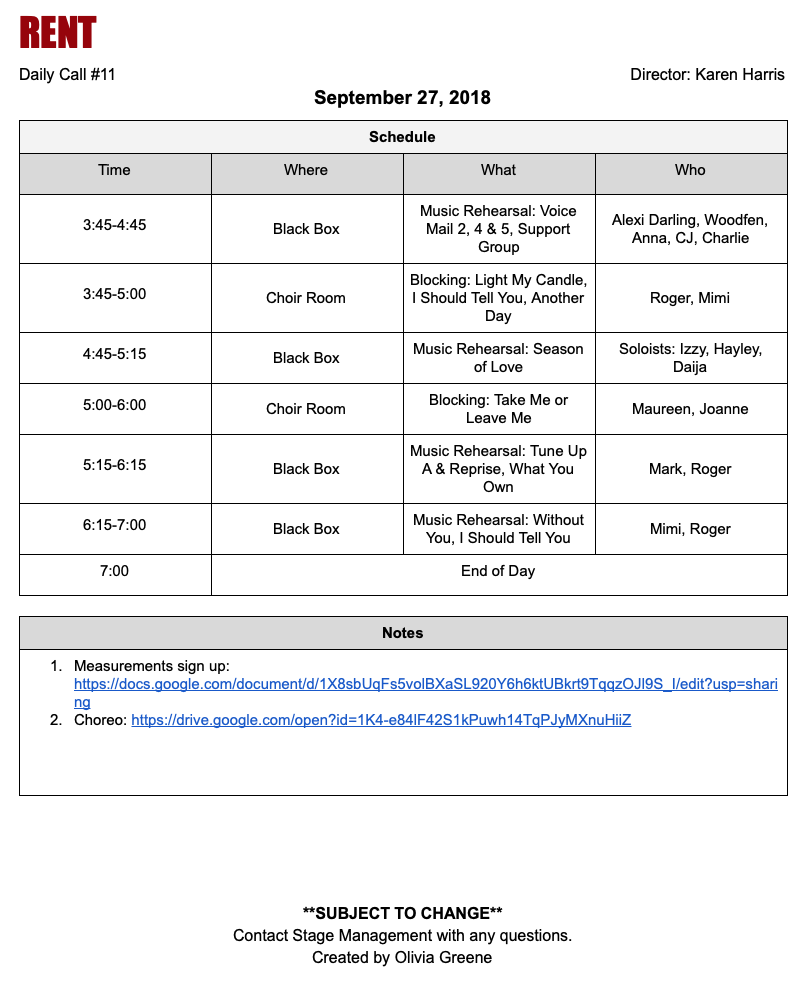 RENT
Daily Call #11
Director: Karen Harris
September 27, 2018
Schedule
Time
Where
What
Who
3:45-4:45
Black Box
Music Rehearsal: Voice
Mail 2, 4 & 5, Support
Group
Alexi Darling, Woodfen,
Anna, CJ, Charlie
3:45-5:00
Choir Room
Blocking: Light My Candle,
I Should Tell You, Another
Day
Roger, Mimi
4:45-5:15
Black Box
Music Rehearsal: Season
of Love
Soloists: Izzy, Hayley,
Daija
5:00-6:00
Choir Room
Blocking: Take Me or
Leave Me
Maureen, Joanne
5:15-6:15
Black Box
Music Rehearsal: Tune Up
A & Reprise, What You
Own
Mark, Roger
6:15-7:00
Black Box
Music Rehearsal: Without
You, I Should Tell You
Mimi, Roger
7:00
End of Day
Notes
1. Measurements sign up:
https://docs.google.com/document/d/1X8sbUqFs5volBXaSL920Y6h6ktUBkrt9TqqzOJl9S_I/edit?usp=shari
ng
2. Choreo: https://drive.google.com/open?id=1K4-e84lF42S1kPuwh14TqPJyMXnuHiiZ
**SUBJECT TO CHANGE**
Contact Stage Management with any questions.
Created by Olivia Greene